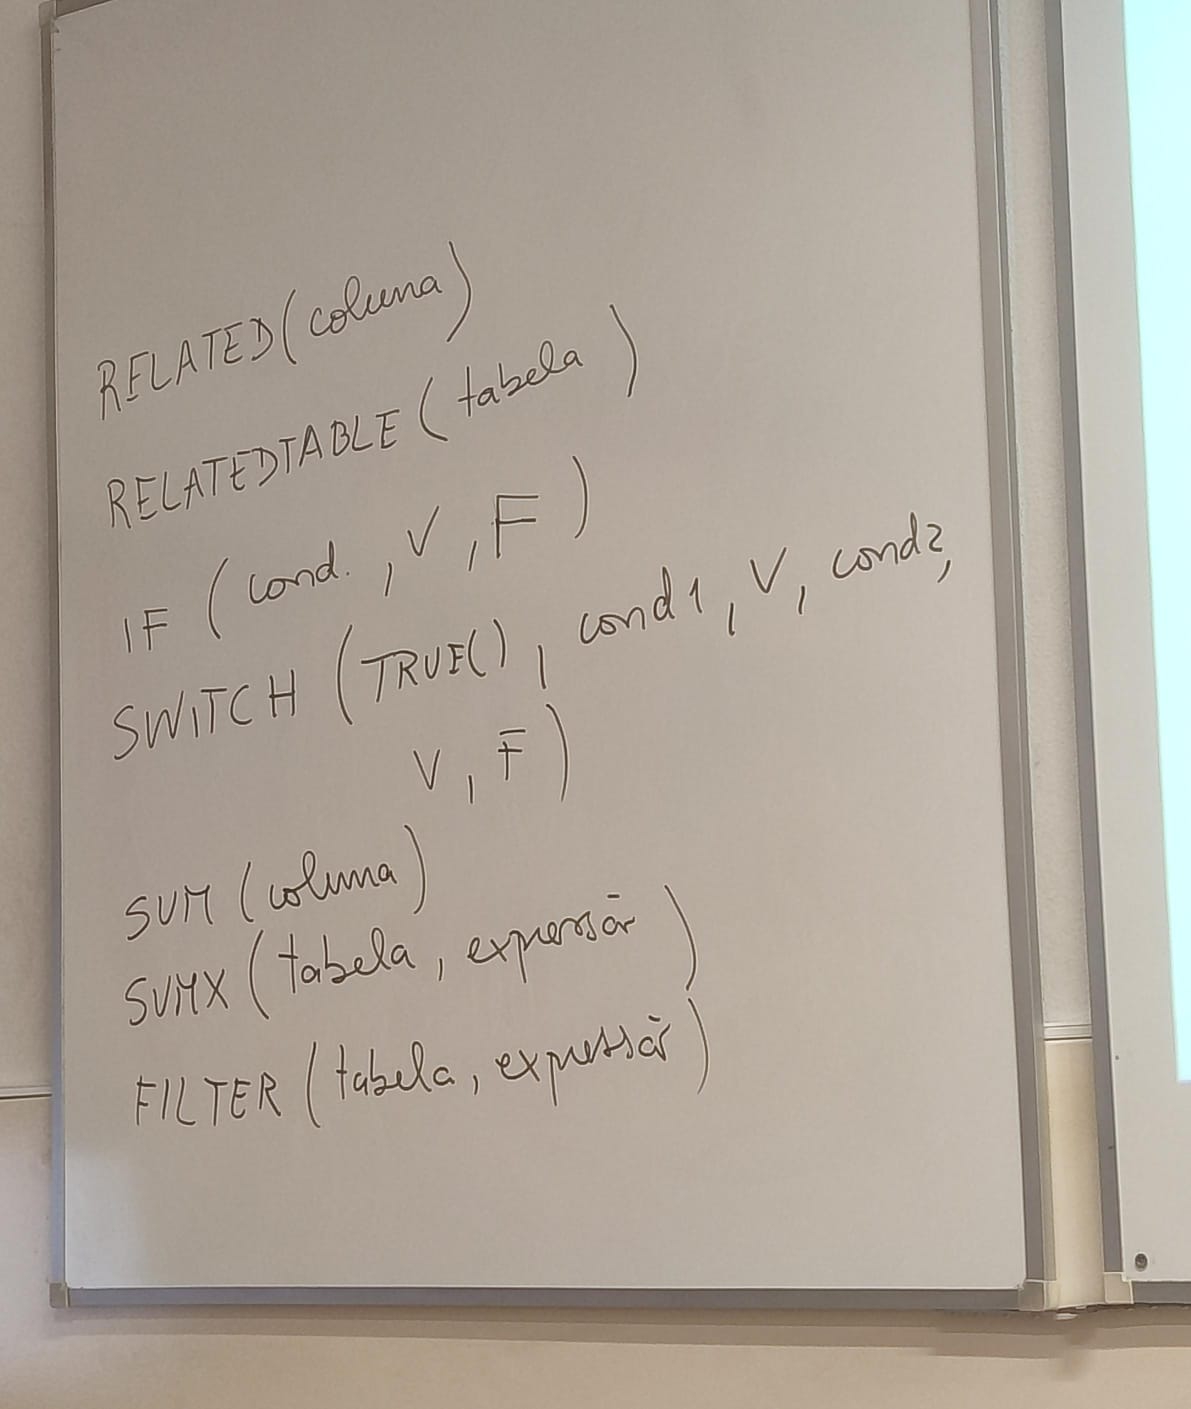 RELATED(coluna)
RELATEDTABLE(tabela)
IF (cond., V, F)
SWITCH (TRUE(), cond1, V, cond2,
V, F)
SUM (coluna)
SUMX (tabela, expressão)
FILTER (tabela, expressão)